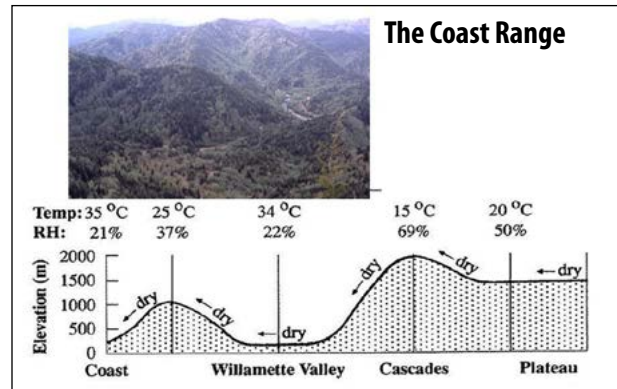 The Coast Range
Temp: 35 °C 25 °C 34 °C 15 °C 20 °C
RH: 21% 37% 22% 69% 50%
Elevation (m)
2000
1500
1000
500
0
dry
dry
dry
dry
dry
dry
Coast Willamette Valley Cascades Plateau